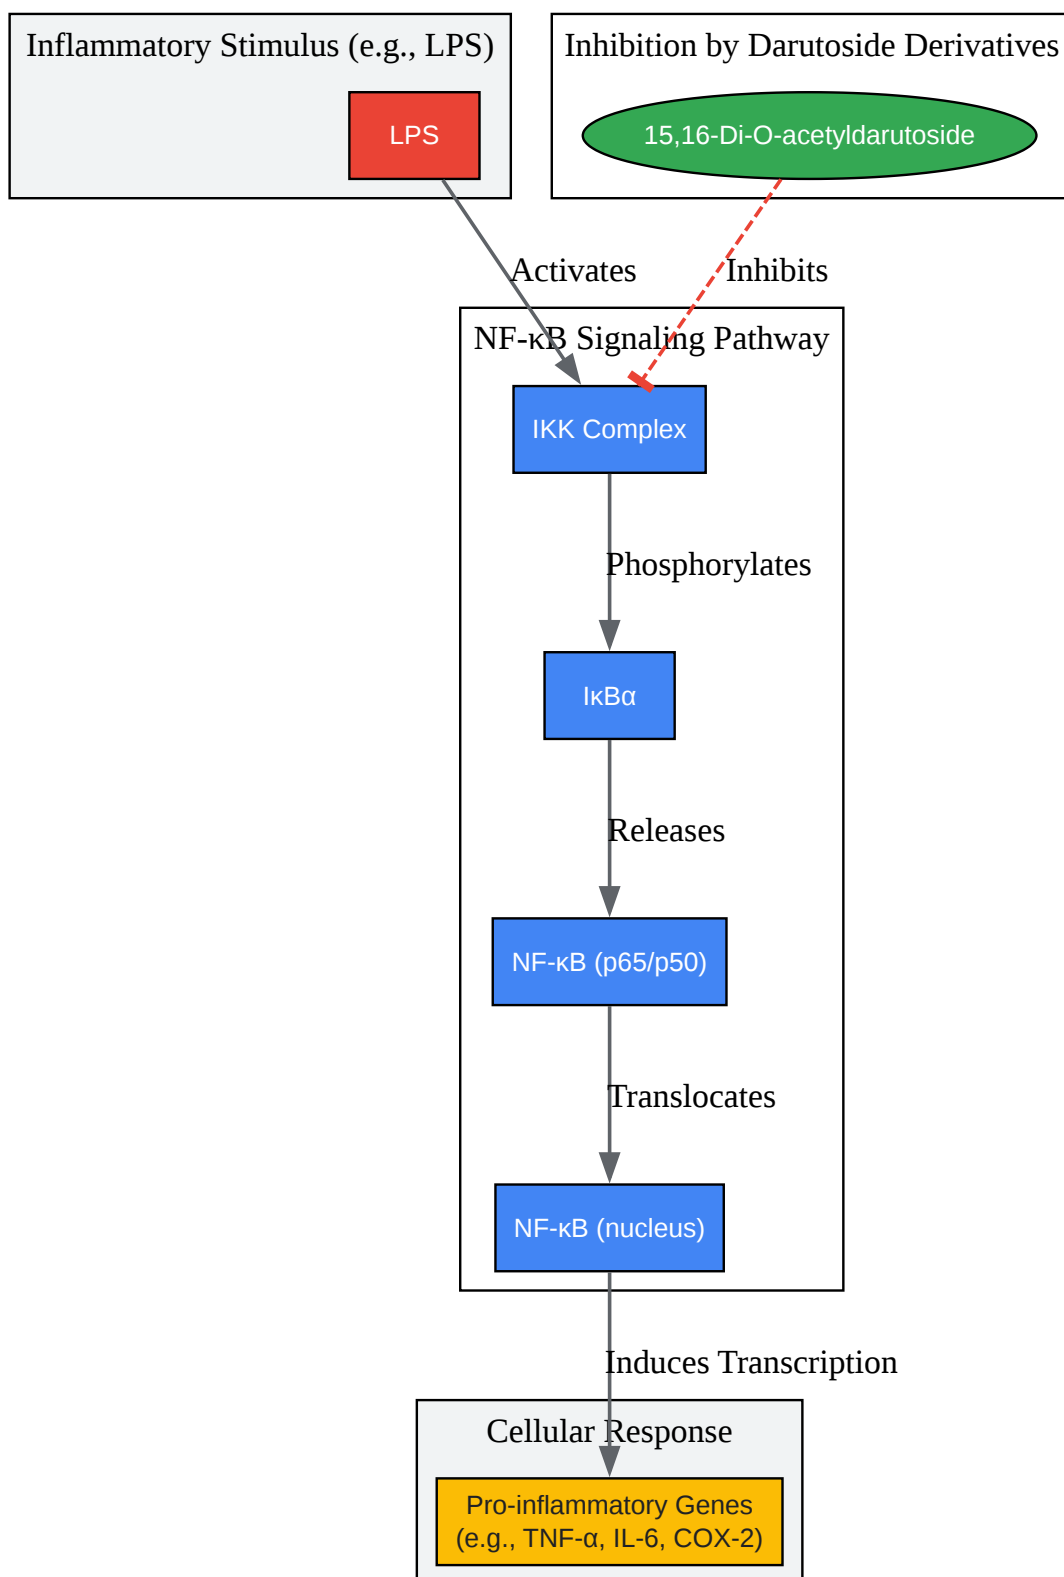 Inflammatory Stimulus (e.g., LPS)
Inhibition by Darutoside Derivatives
LPS
15,16-Di-O-acetyldarutoside
Activates
Inhibits
NF-κB Signaling Pathway
IKK Complex
Phosphorylates
IκBα
Releases
NF-κB (p65/p50)
Translocates
NF-κB (nucleus)
Induces Transcription
Cellular Response
Pro-inflammatory Genes
(e.g., TNF-α, IL-6, COX-2)